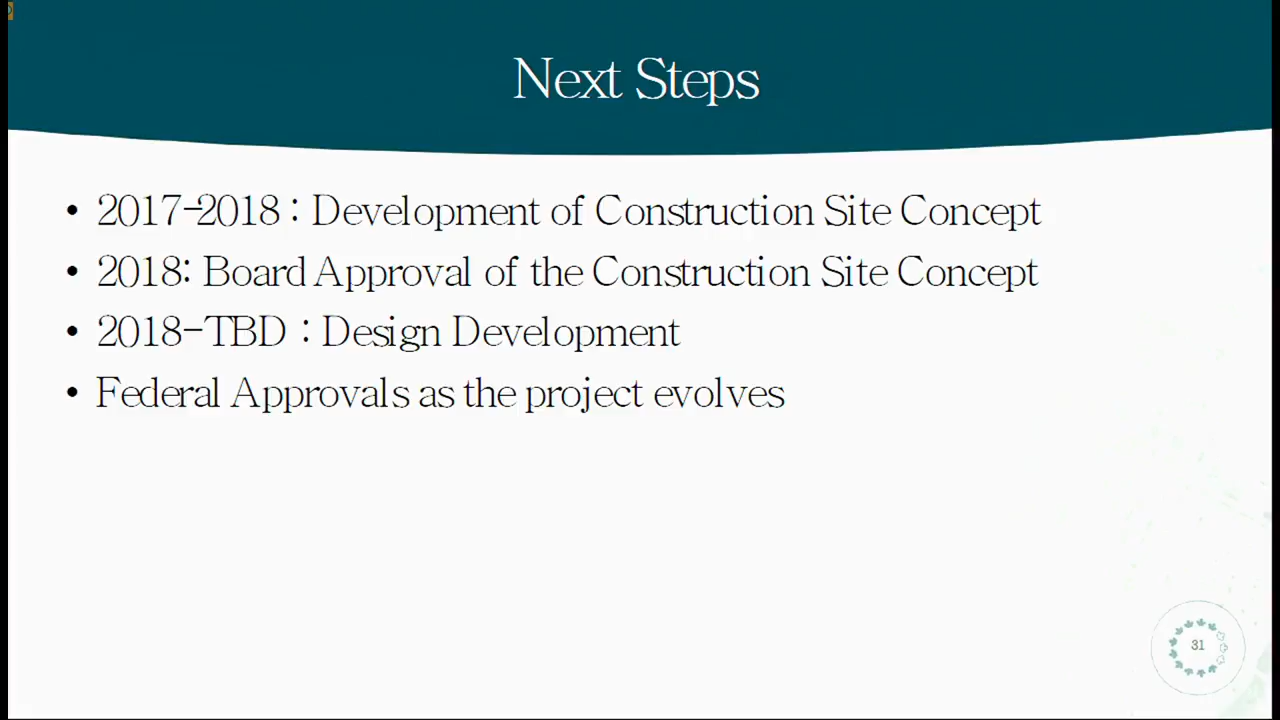 Next Steps
• 2017-2018 : Development of Construction Site Concept
• 2018: Board Approval of the Construction Site Concept
• 2018-TBD : Design Development
• Federal Approvals as the project evolves
31